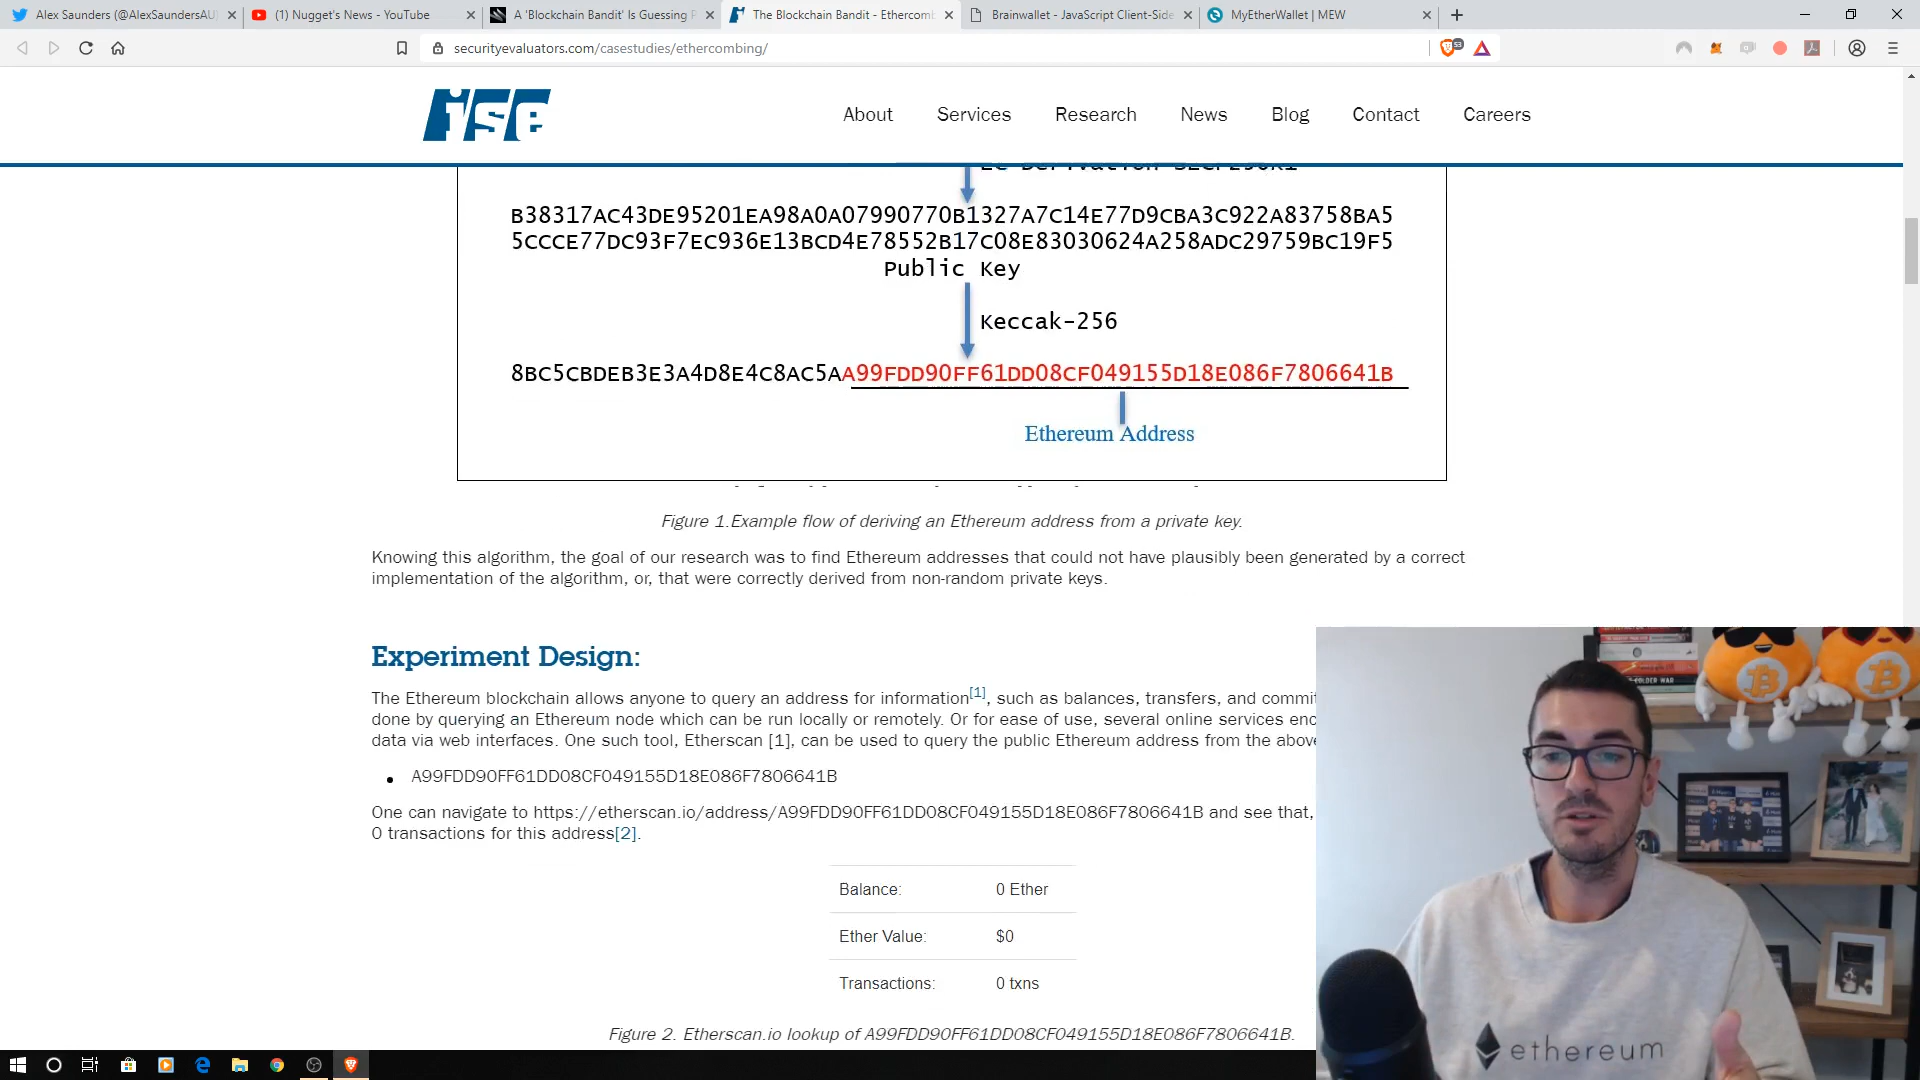 Alex Saunders (@AlexSaundersAU
(1) Nugget's News - YouTube
A 'Blockchain Bandit' Is Guessing P
The Blockchain Bandit - Ethercomb
Brainwallet - JavaScript Client-Side
MyEtherWallet | MEW
securityevaluators.com/casestudies/ethercombing/
53
ise
About
Services
Research
News
Blog
Contact
Careers
B38317AC43DE95201EA98A0A07990770B1327A7C14E77D9CBA3C922A83758BA5
5CCCE77DC93F7EC936E13BCD4E78552B17C08E83030624A258ADC29759BC19F5
Public Key
Keccak-256
8BC5CBDEB3E3A4D8E4C8AC5AA99FDD90FF61DD08CF049155D18E086F7806641B
Ethereum Address
Figure 1.Example flow of deriving an Ethereum address from a private key.
Knowing this algorithm, the goal of our research was to find Ethereum addresses that could not have plausibly been generated by a correct
implementation of the algorithm, or, that were correctly derived from non-random private keys.
Experiment Design:
The Ethereum blockchain allows anyone to query an address for information[1], such as balances, transfers, and commit
done by querying an Ethereum node which can be run locally or remotely. Or for ease of use, several online services enc
data via web interfaces. One such tool, Etherscan [1], can be used to query the public Ethereum address from the above
• A99FDD90FF61DD08CF049155D18E086F7806641B
One can navigate to https://etherscan.io/address/A99FDD90FF61DD08CF049155D18E086F7806641B and see that,
0 transactions for this address[2].
Balance: 0 Ether
Ether Value: $0
Transactions: 0 txns
Figure 2. Etherscan.io lookup of A99FDD90FF61DD08CF049155D18E086F7806641B.
ethereum